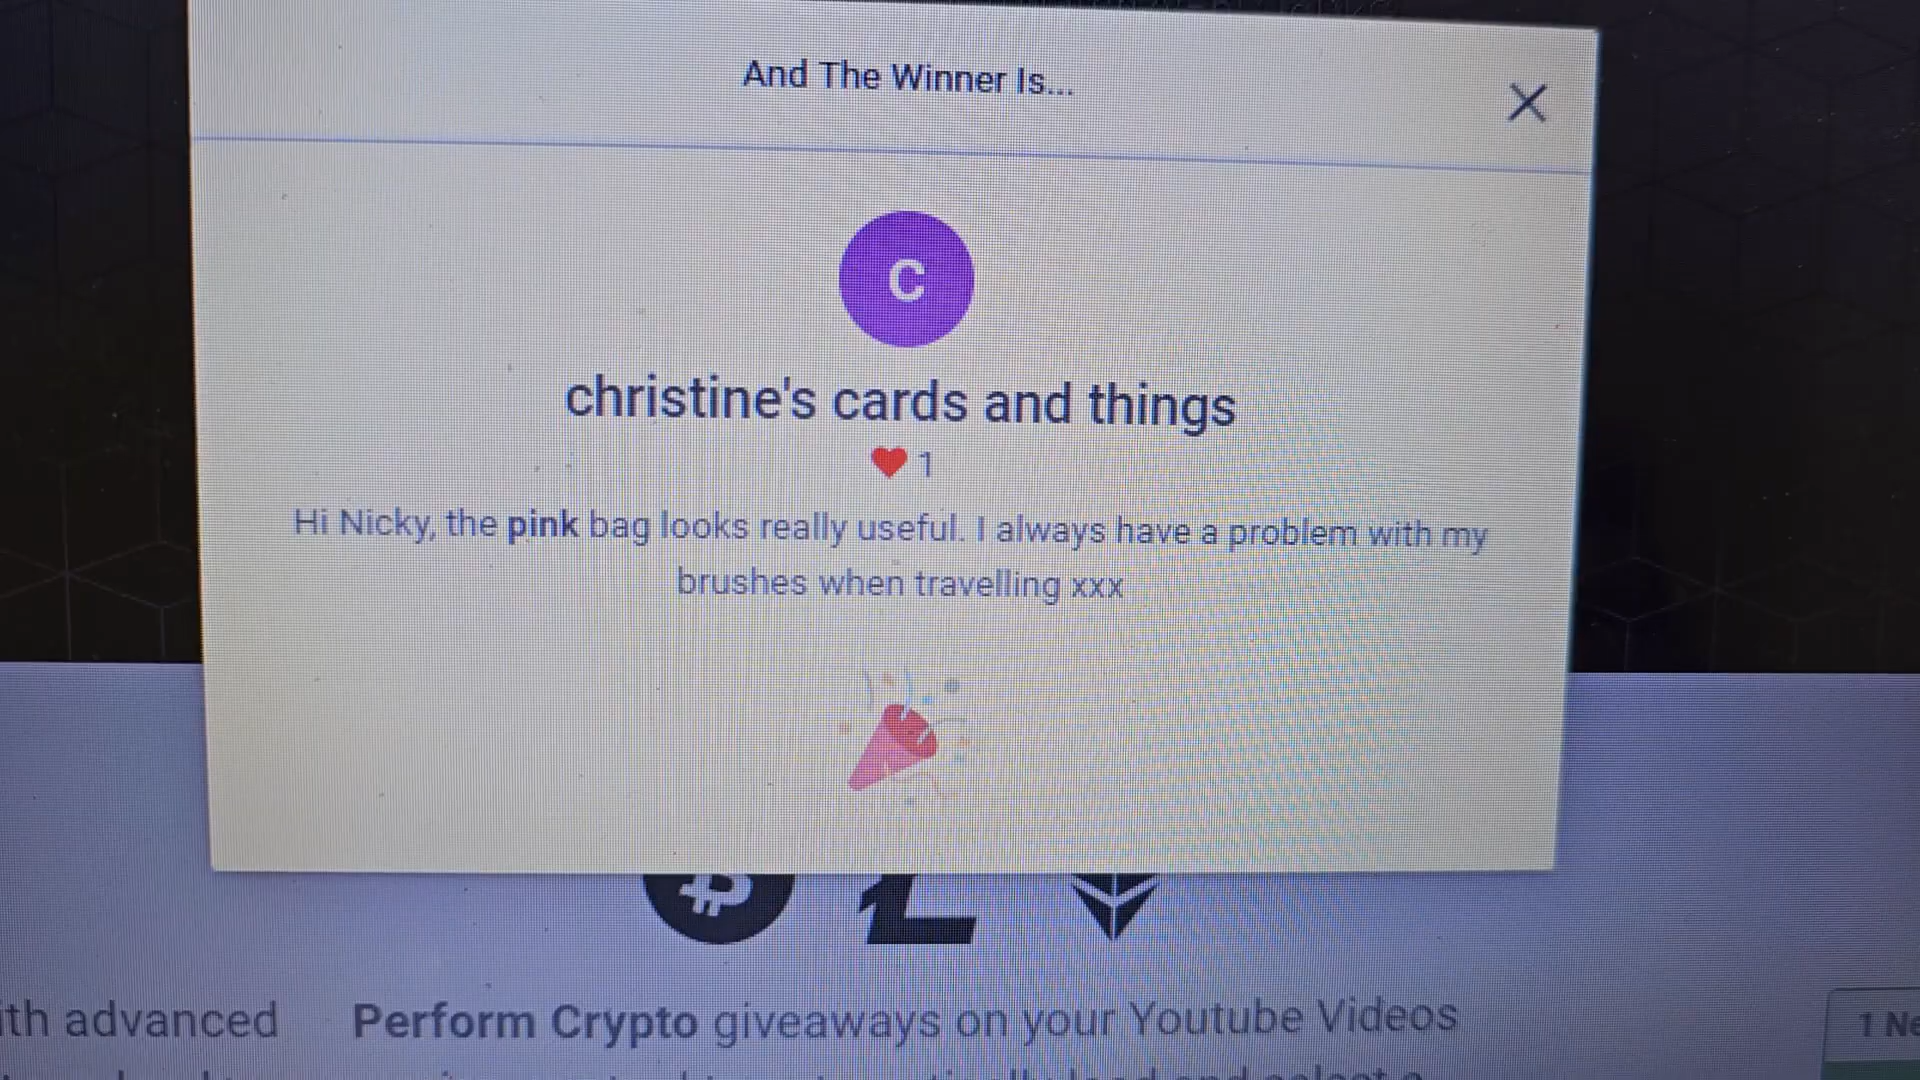 And The Winner Is...
C
christine's cards and things
1
Hi Nicky, the pink bag looks really useful. I always have a problem with my
brushes when travelling xxx
advanced
Perform Crypto giveaways on your Youtube Videos
1